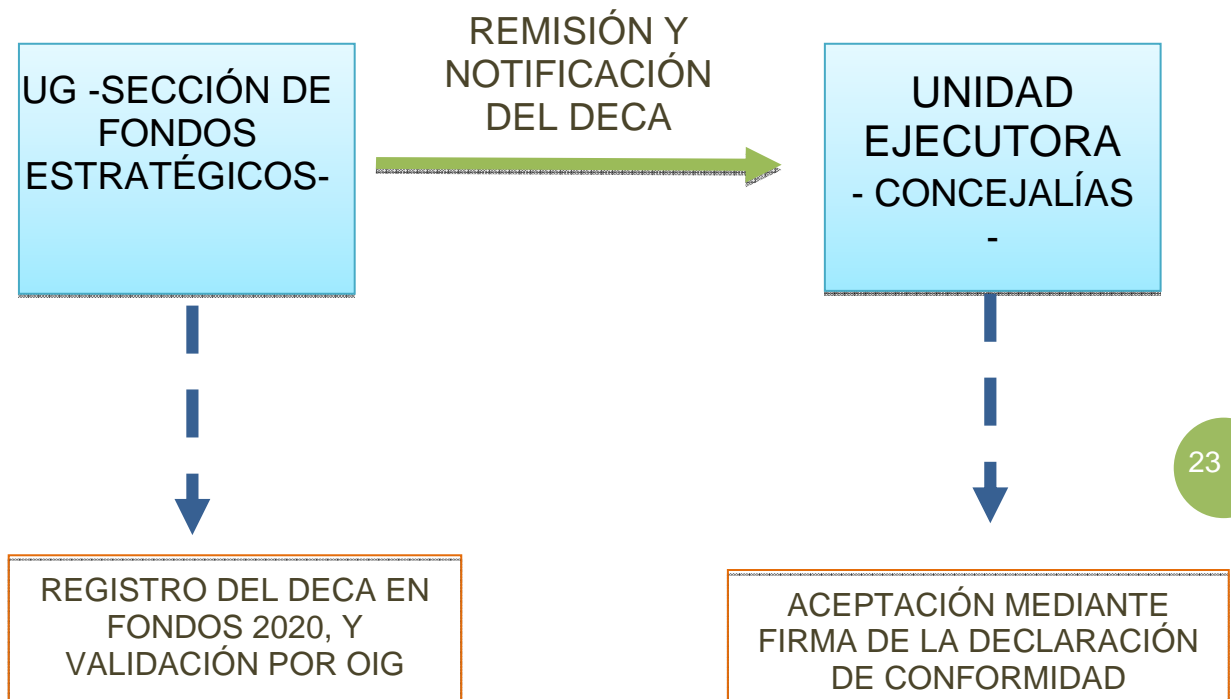 UG -SECCIÓN DE
FONDOS
ESTRATÉGICOS-
REMISIÓN Y
NOTIFICACIÓN
DEL DECA
UNIDAD
EJECUTORA
- CONCEJALÍAS
-
23
REGISTRO DEL DECA EN
FONDOS 2020, Y
VALIDACIÓN POR OIG
ACEPTACIÓN MEDIANTE
FIRMA DE LA DECLARACIÓN
DE CONFORMIDAD